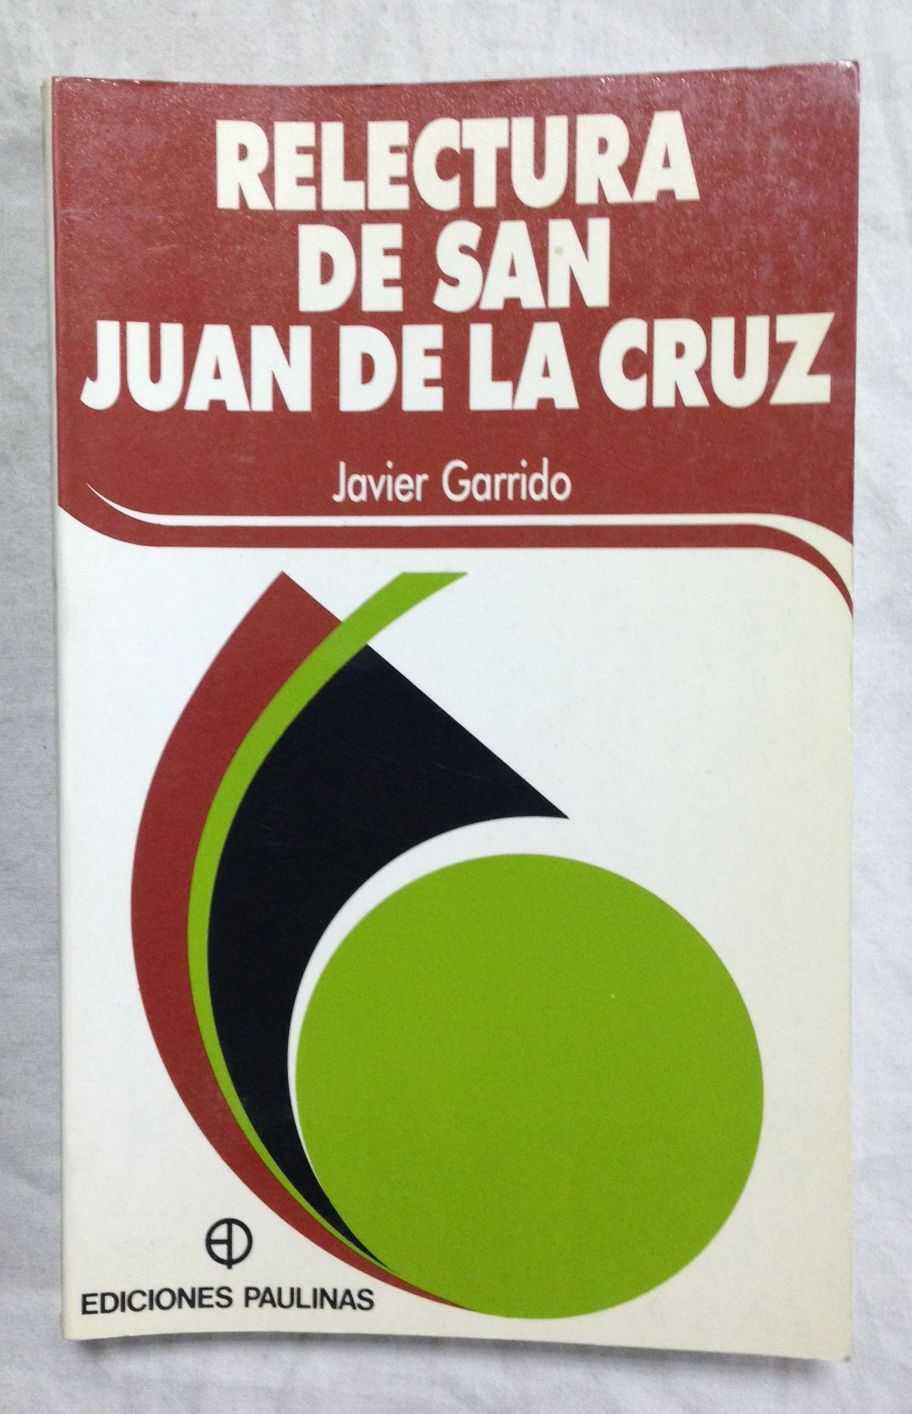 RELECTURA
DE SAN
JUAN DE LA CRUZ
Javier Garrido
EDICIONES PAULINAS